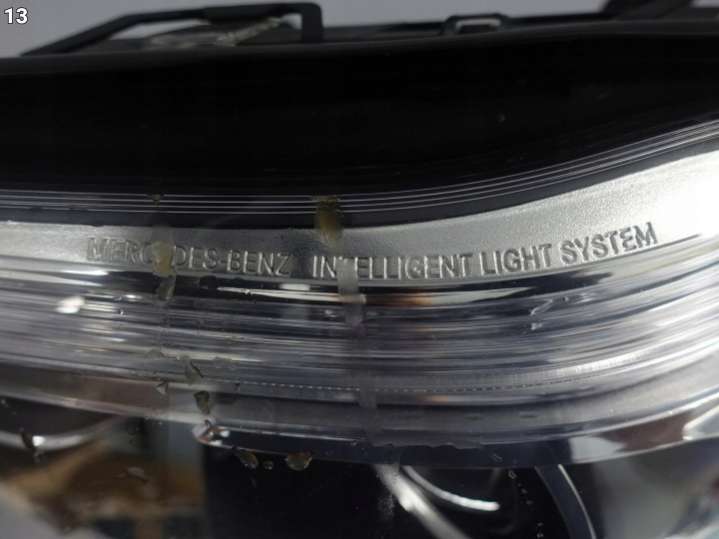 13
MERCEDES-BENZ INTELLIGENT LIGHT SYSTEM